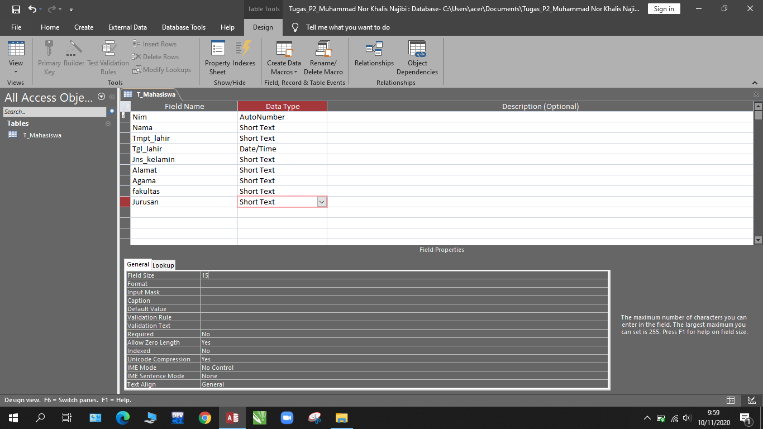 Table Tools
Tugas_P2_Muhammad Nor Khalis Najibi : Database- C:\Users\acer\Documents\Tugas_P2_Muhammad Nor Khalis Naji...
Sign in
File
Home
Create
External Data
Database Tools
Help
Design
Tell me what you want to do
View
Primary Key
Builder
Test Validation Rules
Insert Rows
Delete Rows
Modify Lookups
Property Sheet
Indexes
Create Data Macros
Rename/ Delete Macro
Relationships
Object Dependencies
Views
Tools
Show/Hide
Field, Record & Table Events
Relationships
All Access Obje...
Search...
Tables
T_Mahasiswa
T_Mahasiswa
Field Name Data Type Description (Optional)
Nim AutoNumber
Nama Short Text
Tmpt_lahir Short Text
Tgl_lahir Date/Time
Jns_kelamin Short Text
Alamat Short Text
Agama Short Text
fakultas Short Text
Jurusan Short Text
Field Properties
General Lookup
Field Size 15
Format
Input Mask
Caption
Default Value
Validation Rule
Validation Text
Required No
Allow Zero Length Yes
Indexed No
Unicode Compression Yes
IME Mode No Control
IME Sentence Mode None
Text Align General
The maximum number of characters you can
enter in the field. The largest maximum you
can set is 255. Press F1 for help on field size.
Design view. F6 = Switch panes. F1 = Help.
9:59
10/11/2020
1